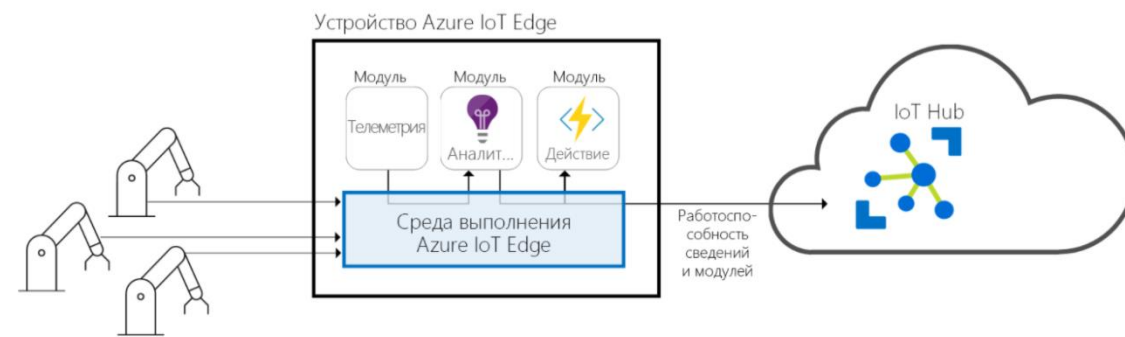 Устройство Azure IoT Edge
Модуль
Модуль
Модуль
Телеметрия
Аналит...
Действие
Среда выполнения
Azure IoT Edge
Работоспо-
собность
сведений
и модулей
IoT Hub